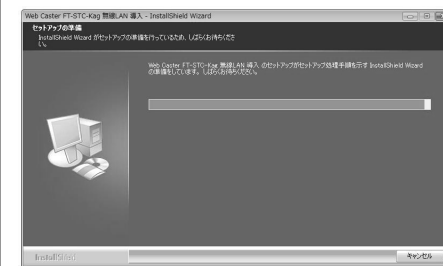 Web Caster FT-STC-Kag 無線LAN 導入 - InstallShield Wizard
セットアップの準備
InstallShield Wizard がセットアップの準備を行っているため、しばらくお待ちくださ
い。
Web Caster FT-STC-Kag 無線LAN 導入 のセットアップがセットアップ処理手順を示す InstallShield Wizard
の準備をしています。しばらくお待ちください。
InstallShield
キャンセル